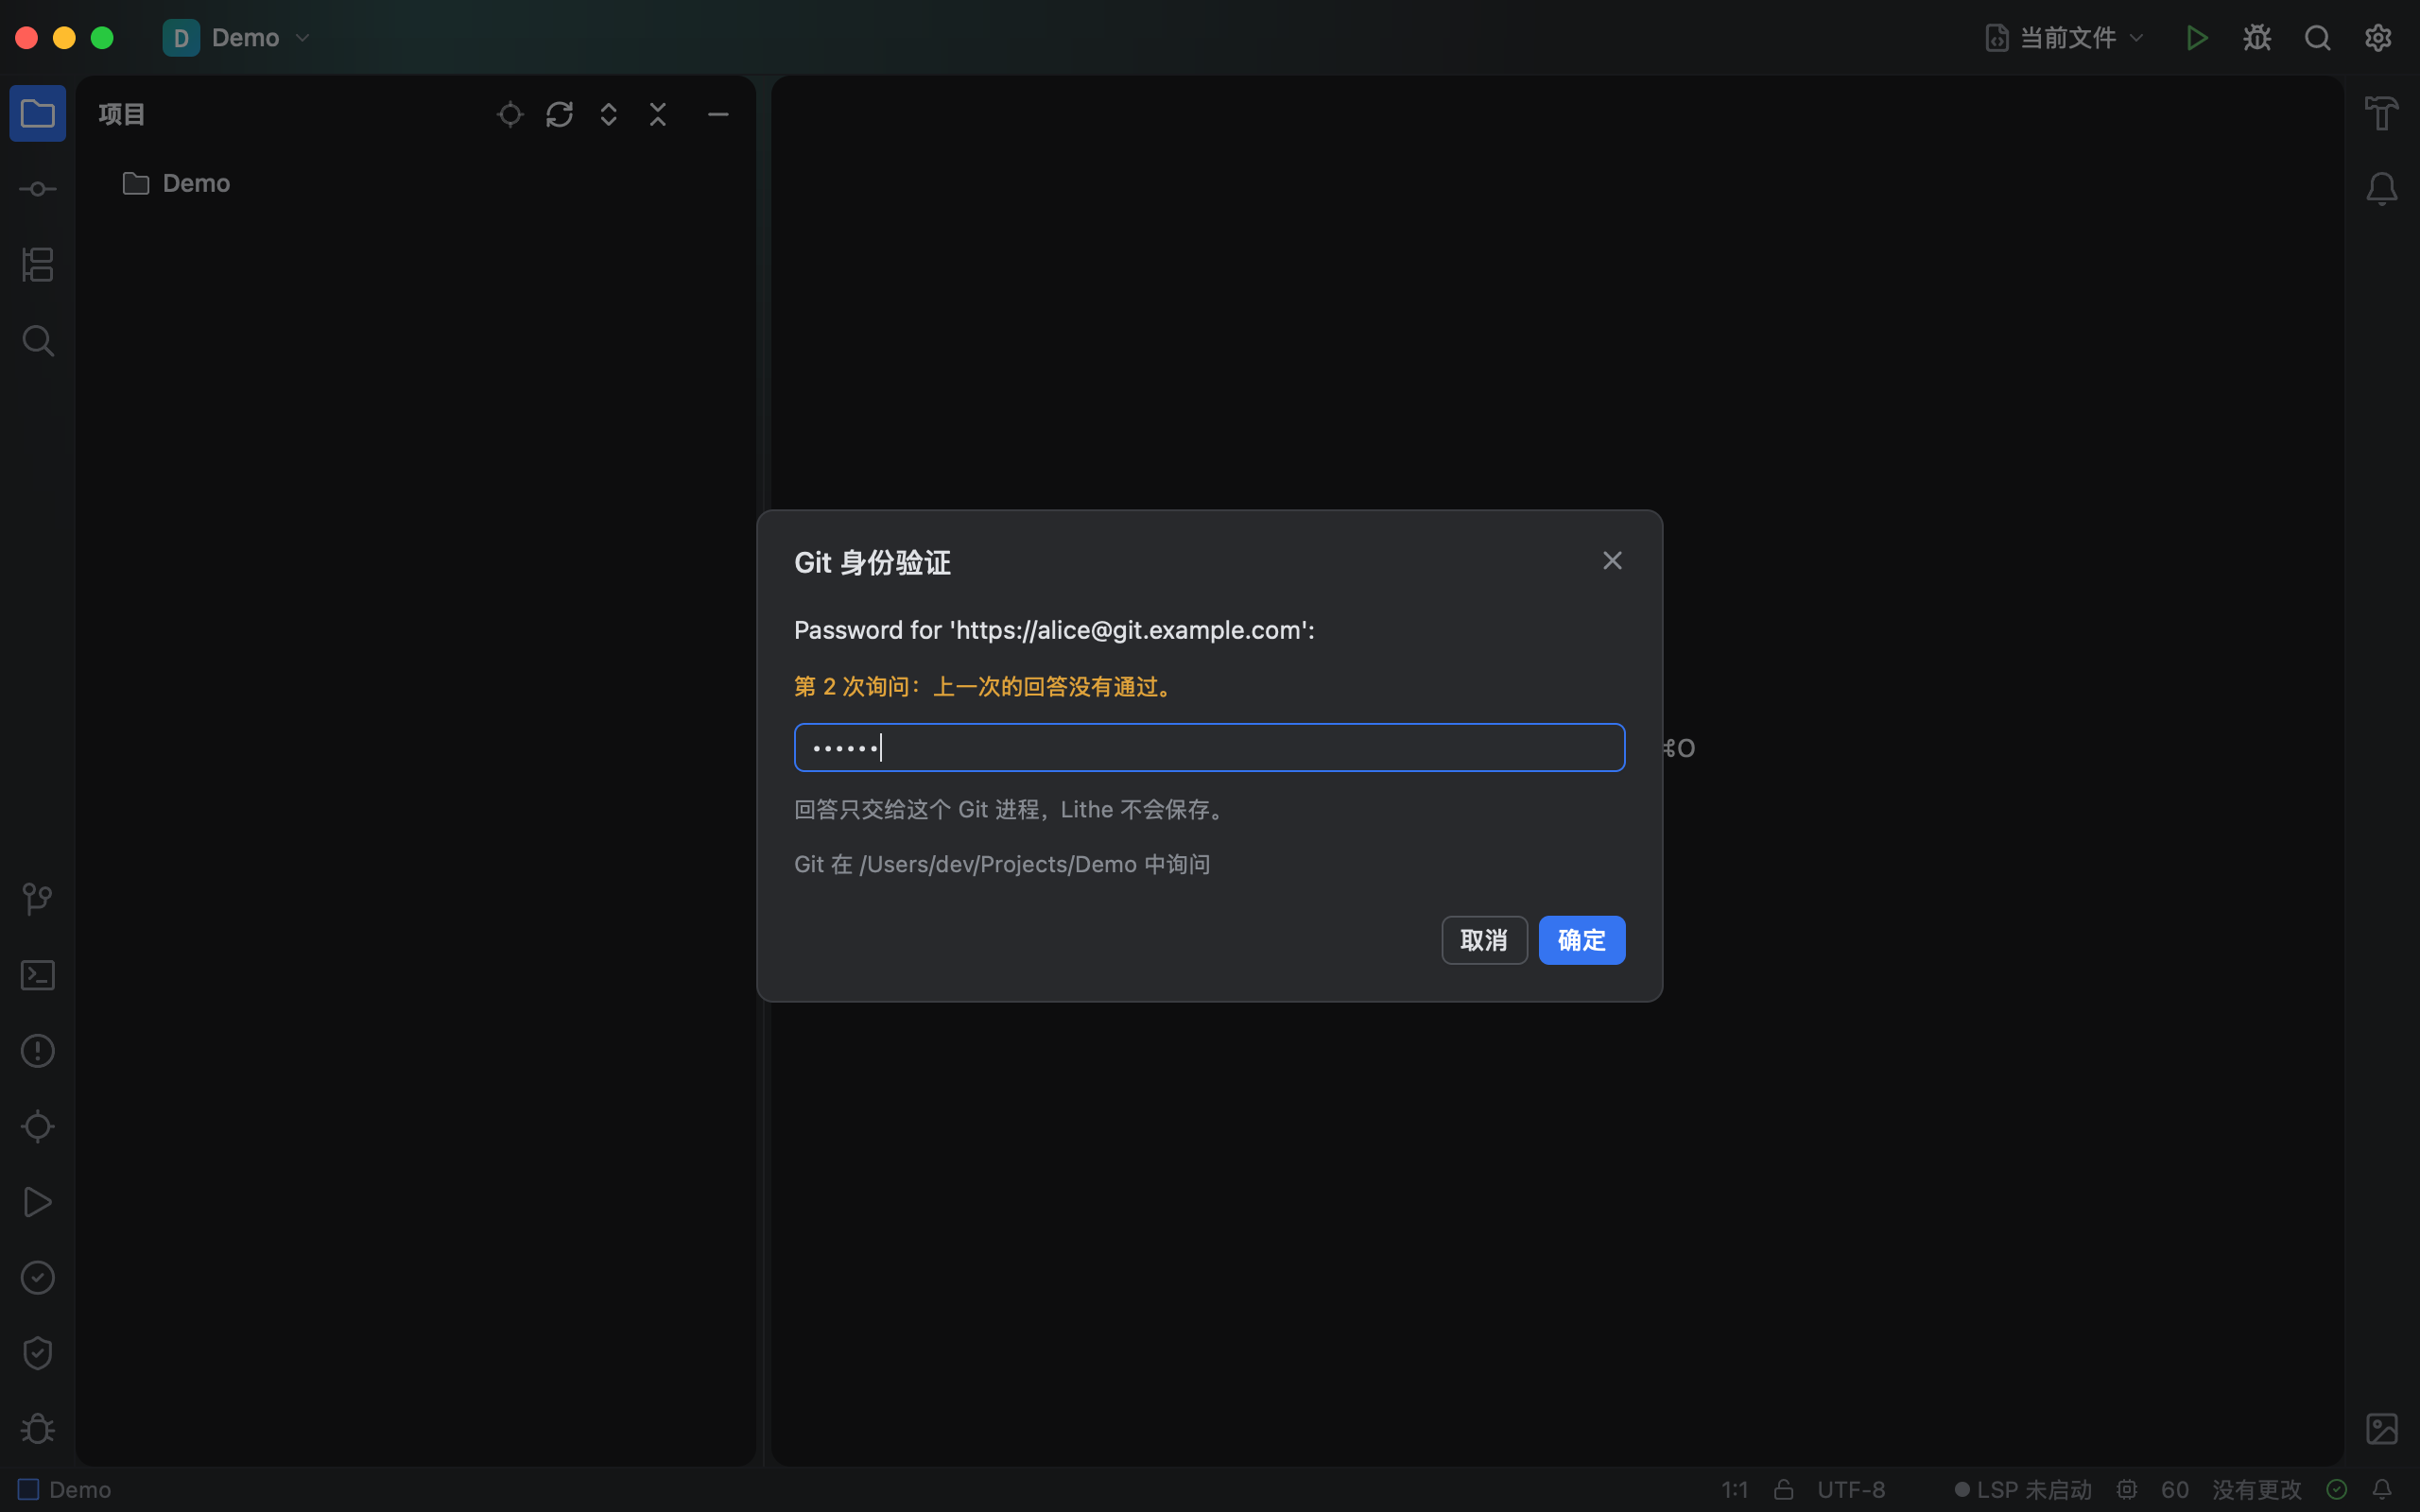 D Demo
当前文件
项目
Demo
Git 身份验证
Password for 'https://alice@git.example.com':
第 2 次询问：上一次的回答没有通过。
••••••
⌘O
回答只交给这个 Git 进程，Lithe 不会保存。
Git 在 /Users/dev/Projects/Demo 中询问
取消 确定
Demo
1:1 UTF-8 LSP 未启动 60 没有更改